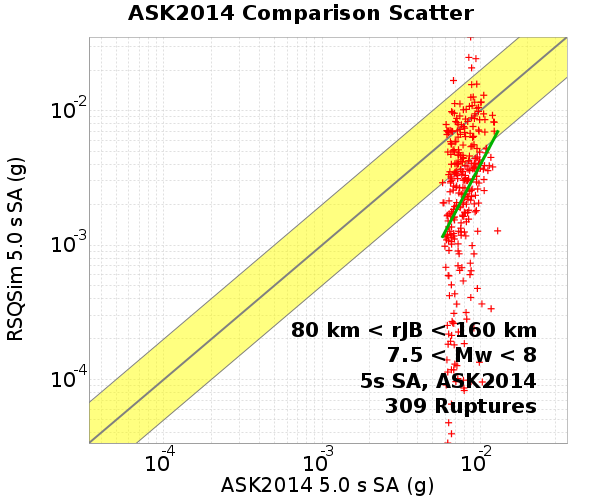 ASK2014 Comparison Scatter
RSQSim 5.0 s SA (g)
10-2
10-3
10-4
80 km < rJB < 160 km
7.5 < Mw < 8
5s SA, ASK2014
309 Ruptures
10-4
10-3
10-2
ASK2014 5.0 s SA (g)